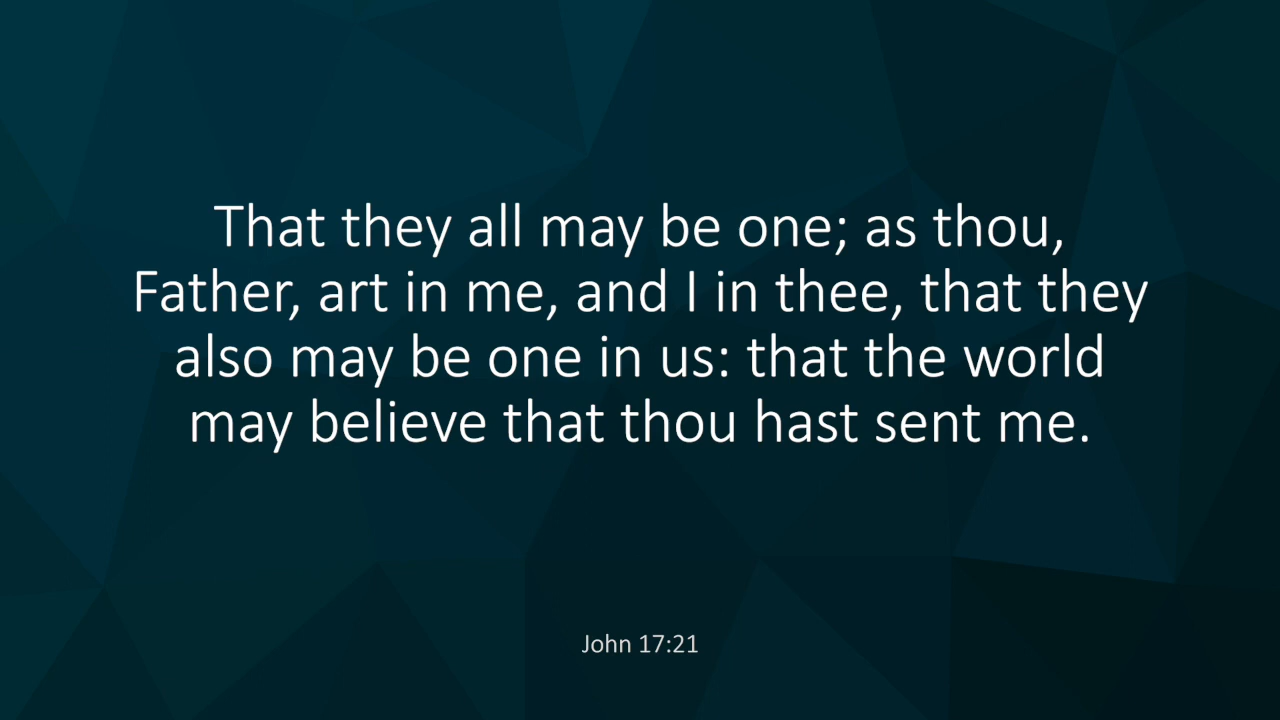 That they all may be one; as thou,
Father, art in me, and I in thee, that they
also may be one in us: that the world
may believe that thou hast sent me.
John 17:21